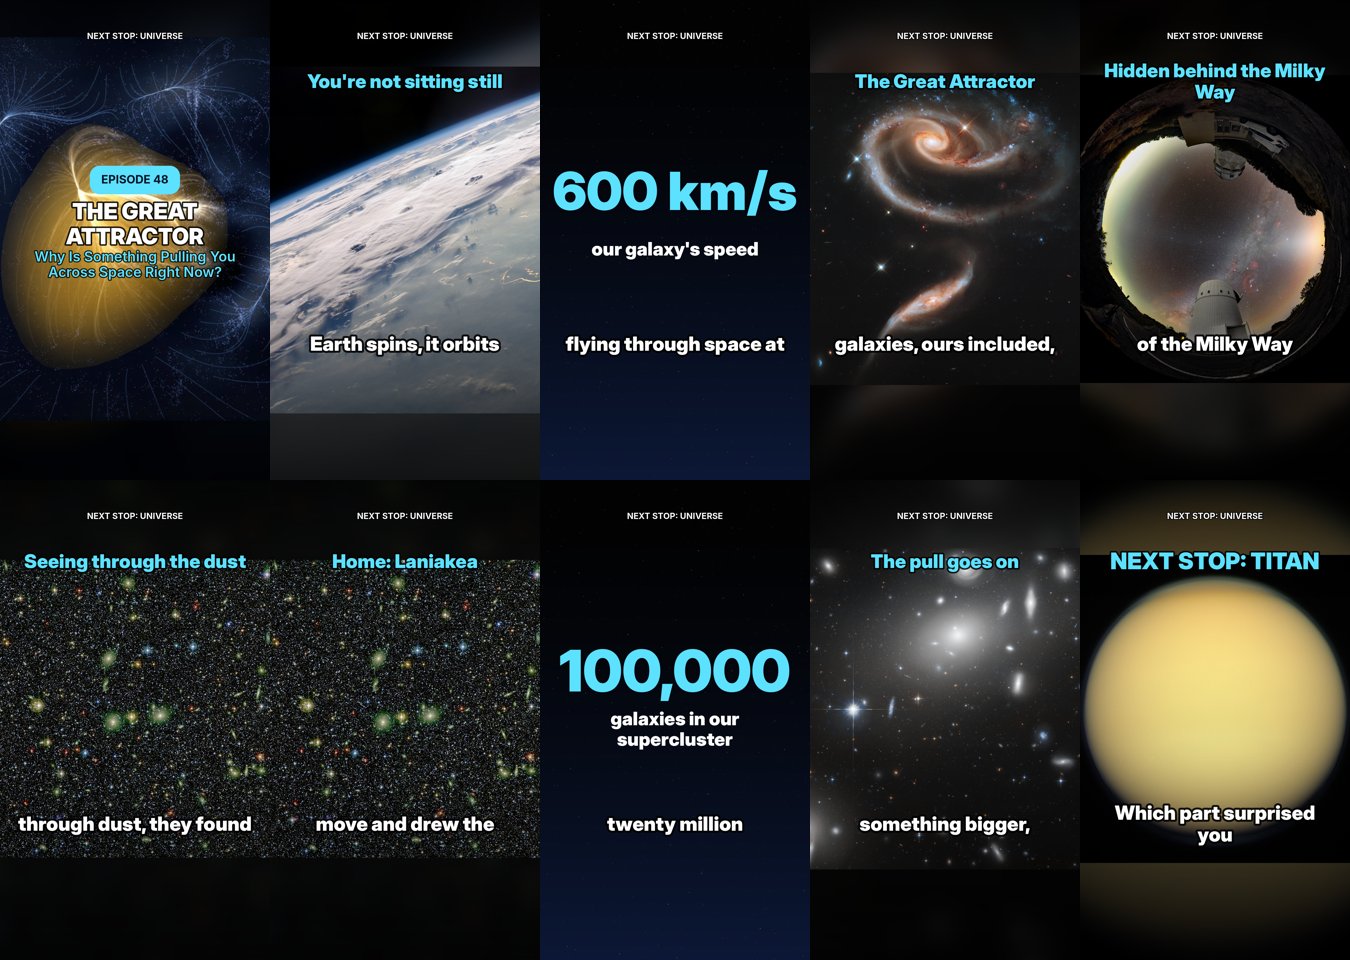 NEXT STOP: UNIVERSE
EPISODE 48
THE GREAT
ATTRACTOR
Why Is Something Pulling You
Across Space Right Now?
NEXT STOP: UNIVERSE
You're not sitting still
Earth spins, it orbits
NEXT STOP: UNIVERSE
600 km/s
our galaxy's speed
flying through space at
NEXT STOP: UNIVERSE
The Great Attractor
galaxies, ours included,
NEXT STOP: UNIVERSE
Hidden behind the Milky
Way
of the Milky Way
NEXT STOP: UNIVERSE
Seeing through the dust
through dust, they found
NEXT STOP: UNIVERSE
Home: Laniakea
move and drew the
NEXT STOP: UNIVERSE
100,000
galaxies in our
supercluster
twenty million
NEXT STOP: UNIVERSE
The pull goes on
something bigger,
NEXT STOP: UNIVERSE
NEXT STOP: TITAN
Which part surprised
you